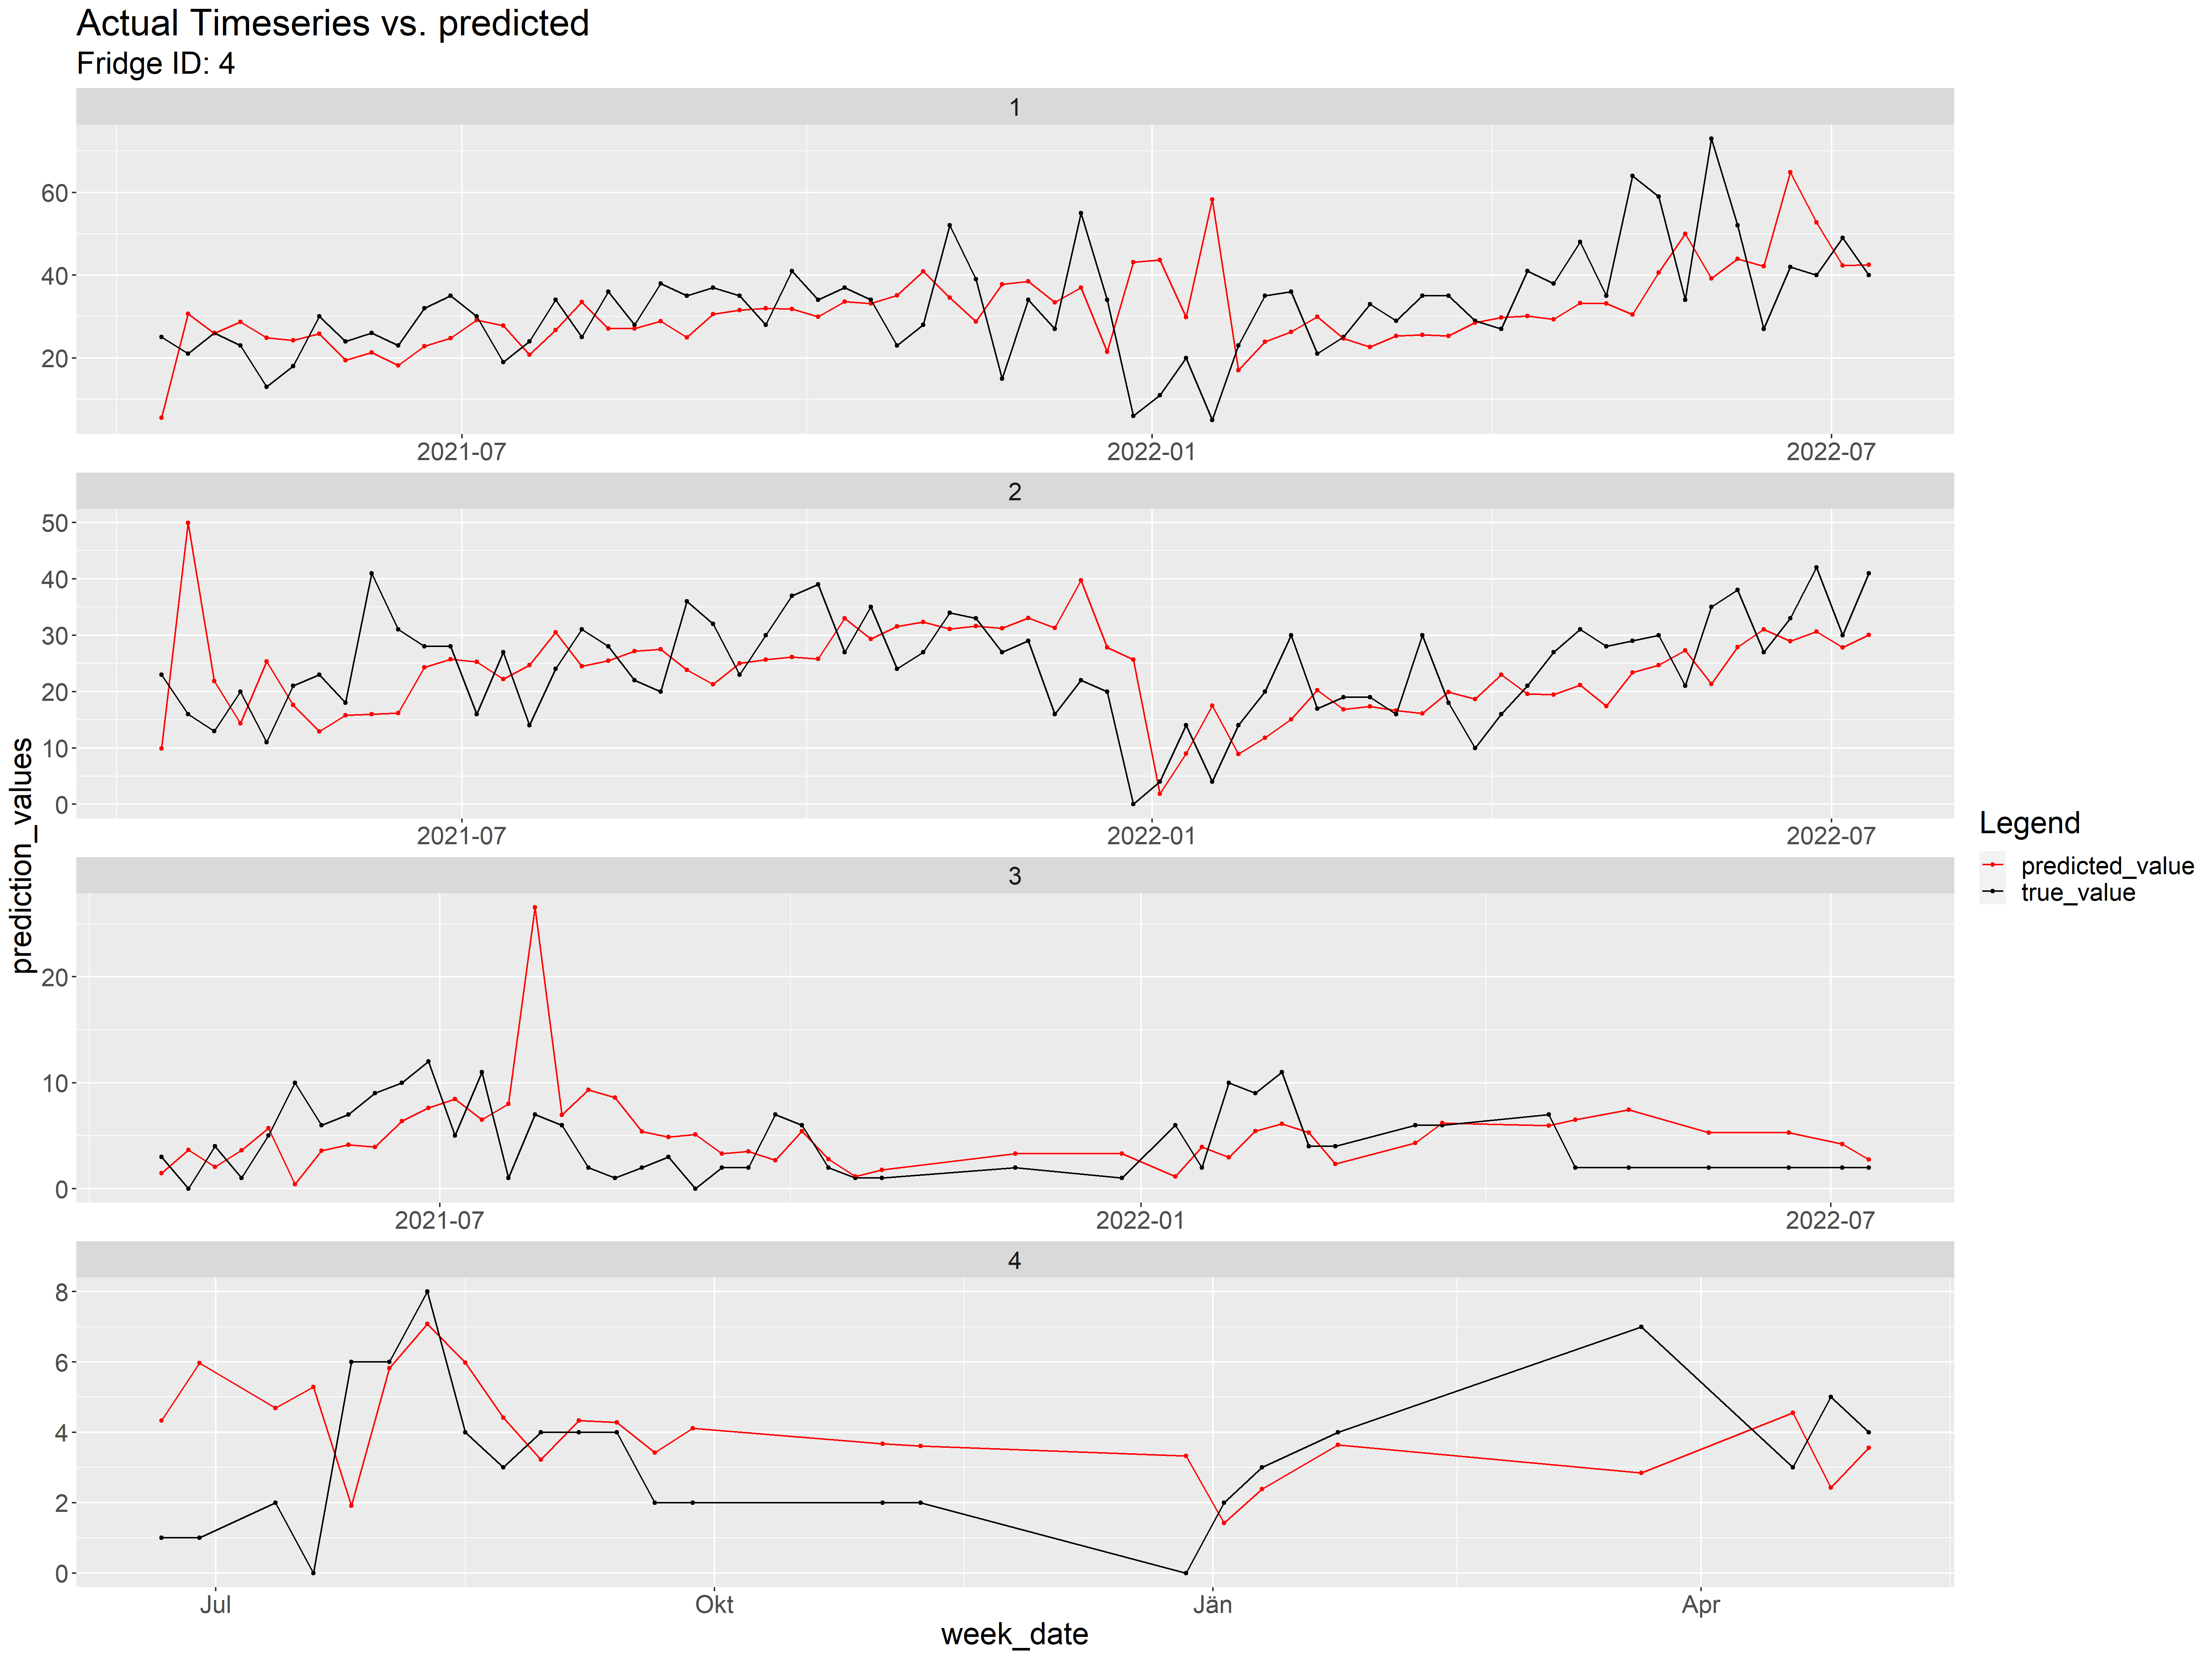 Actual Timeseries vs. predicted
Fridge ID: 4
1
60
40
20
2021-07 2022-01 2022-07
2
50
40
30
20
10
0
2021-07 2022-01 2022-07
3
20
10
0
2021-07 2022-01 2022-07
4
8
6
4
2
0
Jul Okt Jän Apr
week_date
prediction_values
Legend
predicted_value
true_value